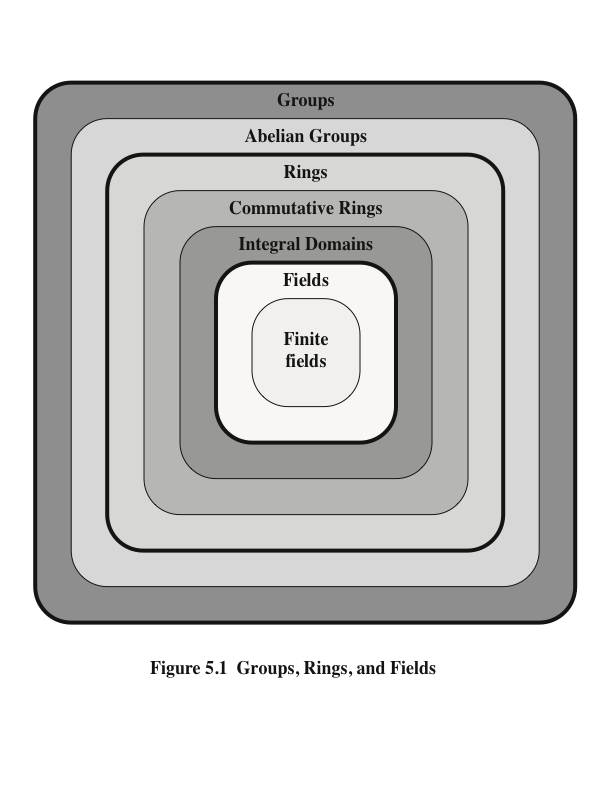 Groups
Abelian Groups
Rings
Commutative Rings
Integral Domains
Fields
Finite
fields
Figure 5.1 Groups, Rings, and Fields